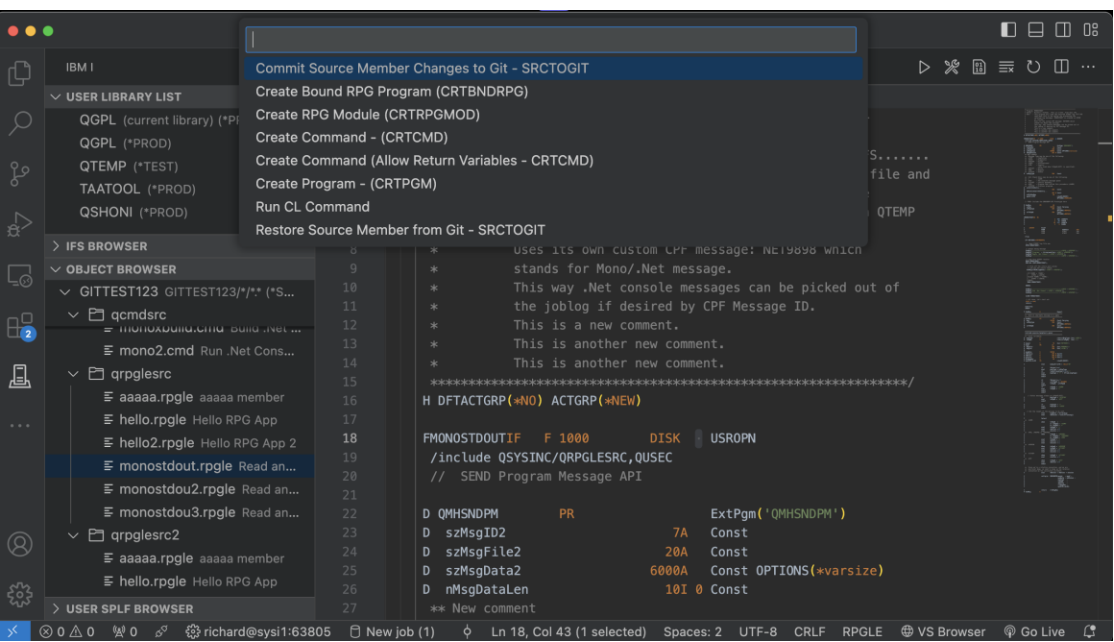 Commit Source Member Changes to Git - SRCTOGIT
Create Bound RPG Program (CRTBNDRPG)
Create RPG Module (CRTRPGMOD)
Create Command - (CRTCMD)
Create Command (Allow Return Variables - CRTCMD)
Create Program - (CRTPGM)
Run CL Command
Restore Source Member from Git - SRCTOGIT
IBM I
USER LIBRARY LIST
QGPL (current library) (*P
QGPL (*PROD)
QTEMP (*TEST)
TAATOOL (*PROD)
QSHONI (*PROD)
IFS BROWSER
OBJECT BROWSER
GITTEST123 GITTEST123/*/*.* (*S...
qcmdsrc
monoxbuild.cmd Build .Net ...
mono2.cmd Run .Net Cons...
qrpglesrc
aaaaa.rpgle aaaaa member
hello.rpgle Hello RPG App
hello2.rpgle Hello RPG App 2
monostdout.rpgle Read an...
monostdou2.rpgle Read an...
monostdou3.rpgle Read an...
qrpglesrc2
aaaaa.rpgle aaaaa member
hello.rpgle Hello RPG App
USER SPLF BROWSER
2
S.......
file and
QTEMP
8 * Uses its own custom CPF message: NET9898 which
9 * stands for Mono/.Net message.
10 * This way .Net console messages can be picked out of
11 * the joblog if desired by CPF Message ID.
12 * This is a new comment.
13 * This is another new comment.
14 * This is another new comment.
15 ***************************************************************/
16 H DFTACTGRP(*NO) ACTGRP(*NEW)
17
18 FMONOSTDOUTIF F 1000 DISK USROPN
19 /include QSYSINC/QRPGLESRC,QUSEC
20 // SEND Program Message API
21
22 D QMHSNDPM PR ExtPgm('QMHSNDPM')
23 D szMsgID2 7A Const
24 D szMsgFile2 20A Const
25 D szMsgData2 6000A Const OPTIONS(*varsize)
26 D nMsgDataLen 10I 0 Const
27 ** New comment
0 0 0 richard@sysi1:63805 New job (1) Ln 18, Col 43 (1 selected) Spaces: 2 UTF-8 CRLF RPGLE VS Browser Go Live